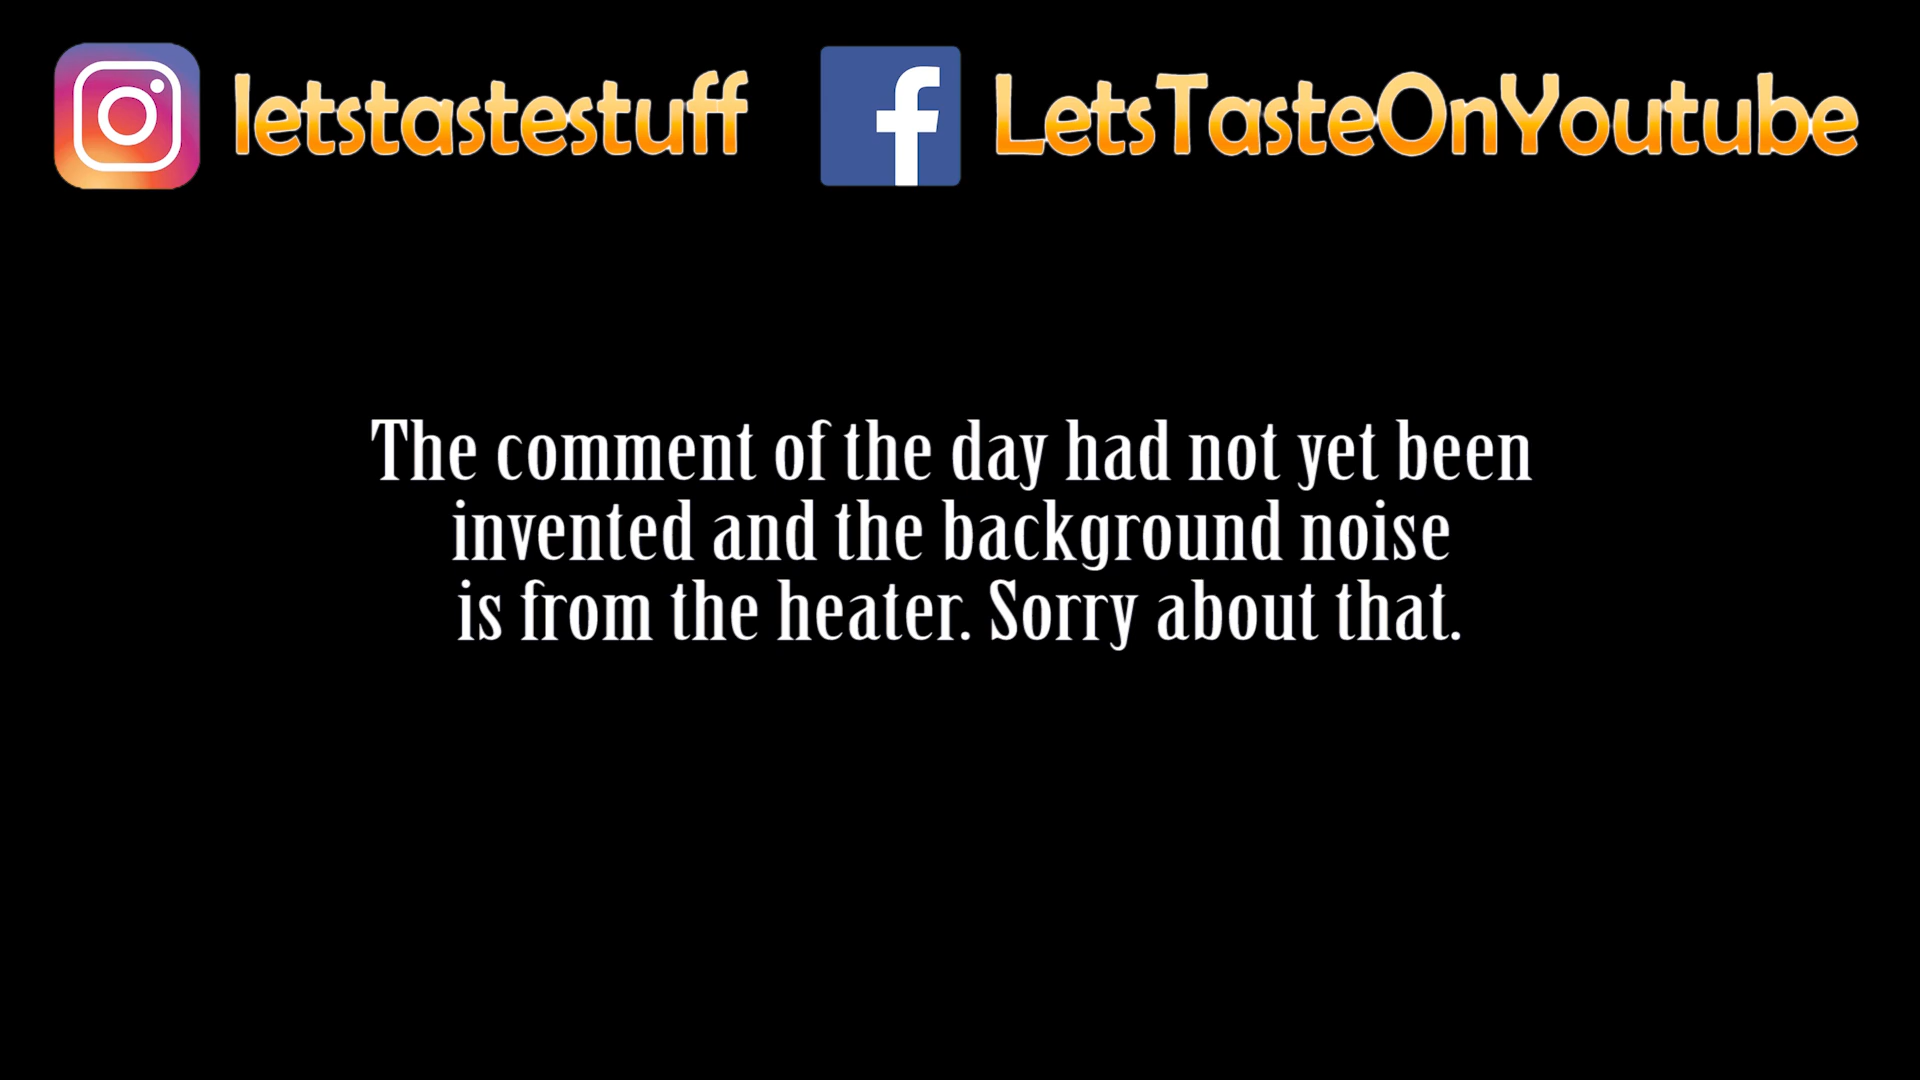 letstastestuff LetsTasteOnYoutube
The comment of the day had not yet been
invented and the background noise
is from the heater. Sorry about that.